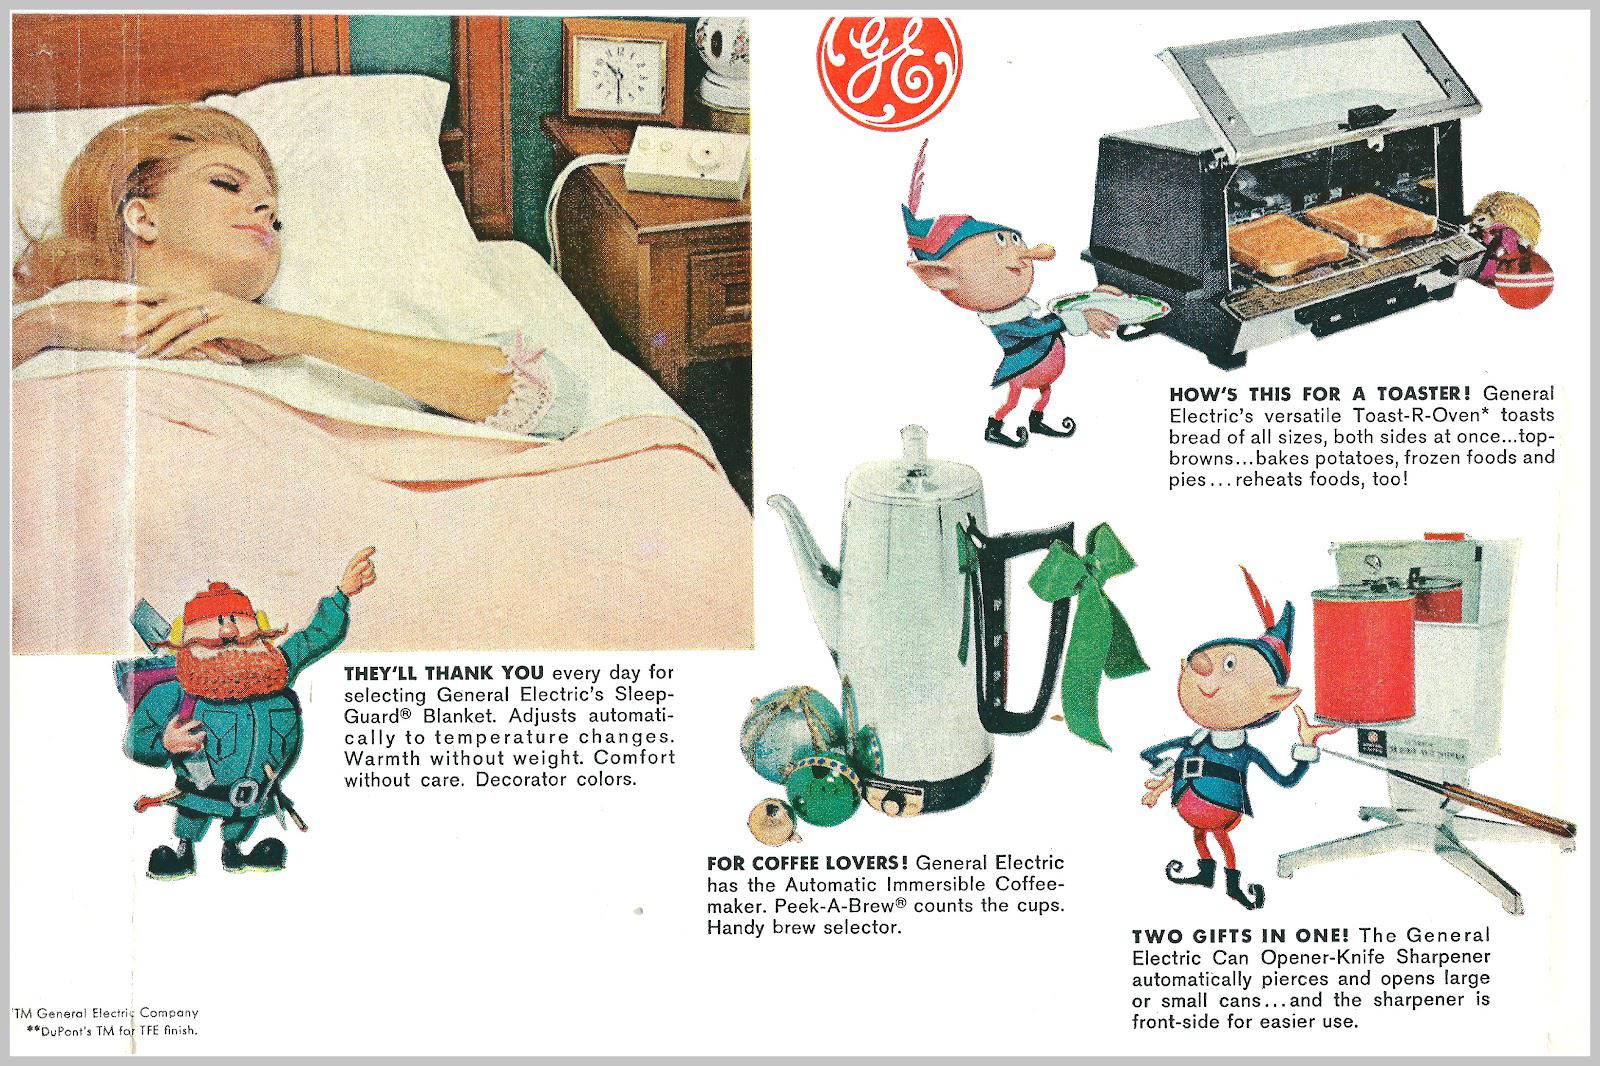 GE
HOW'S THIS FOR A TOASTER! General
Electric's versatile Toast-R-Oven* toasts
bread of all sizes, both sides at once...top-
browns...bakes potatoes, frozen foods and
pies...reheats foods, too!
THEY'LL THANK YOU every day for
selecting General Electric's Sleep-
Guard® Blanket. Adjusts automati-
cally to temperature changes.
Warmth without weight. Comfort
without care. Decorator colors.
FOR COFFEE LOVERS! General Electric
has the Automatic Immersible Coffee-
maker. Peek-A-Brew® counts the cups.
Handy brew selector.
TWO GIFTS IN ONE! The General
Electric Can Opener-Knife Sharpener
automatically pierces and opens large
or small cans...and the sharpener is
front-side for easier use.
*TM General Electric Company
**DuPont's TM for TFE finish.